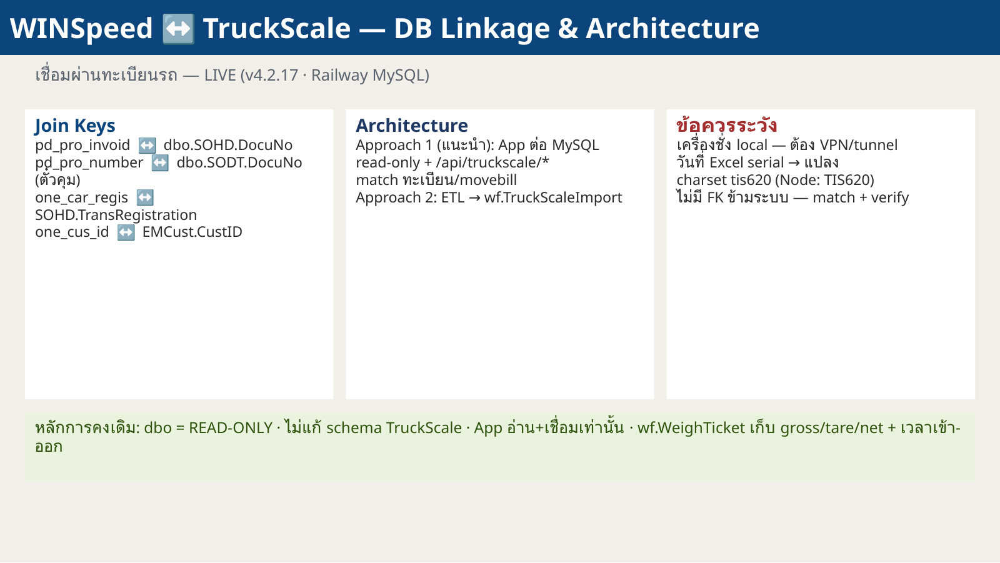 WINSpeed ↔️ TruckScale — DB Linkage & Architecture
เชื่อมผ่านทะเบียนรถ — LIVE (v4.2.17 · Railway MySQL)
Join Keys
pd_pro_invoid ↔️ dbo.SOHD.DocuNo
pd_pro_number ↔️ dbo.SODT.DocuNo
(ตั๋วคุม)
one_car_regis ↔️
SOHD.TransRegistration
one_cus_id ↔️ EMCust.CustID
Architecture
Approach 1 (แนะนำ): App ต่อ MySQL
read-only + /api/truckscale/*
match ทะเบียน/movebill
Approach 2: ETL → wf.TruckScaleImport
ข้อควรระวัง
เครื่องชั่ง local — ต้อง VPN/tunnel
วันที่ Excel serial → แปลง
charset tis620 (Node: TIS620)
ไม่มี FK ข้ามระบบ — match + verify
หลักการคงเดิม: dbo = READ-ONLY · ไม่แก้ schema TruckScale · App อ่าน+เชื่อมเท่านั้น · wf.WeighTicket เก็บ gross/tare/net + เวลาเข้า-
ออก